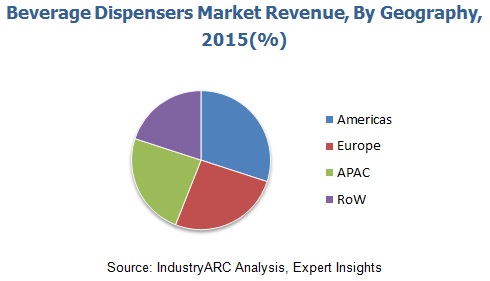 Beverage Dispensers Market Revenue, By Geography,
2015(%)
Americas
Europe
APAC
RoW
Source: IndustryARC Analysis, Expert Insights